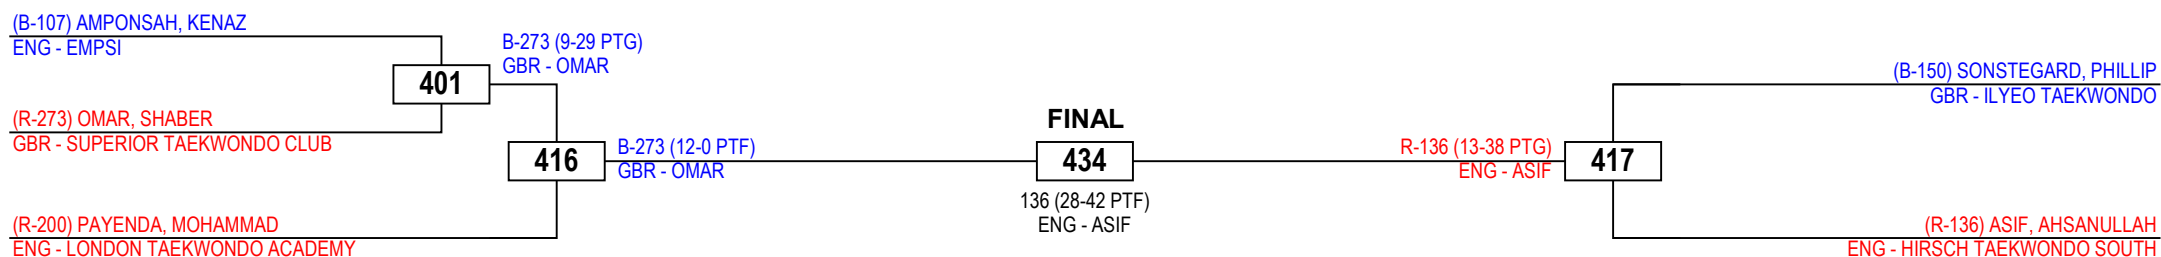 (B-107) AMPONSAH, KENAZ
ENG - EMPSI
401
(R-273) OMAR, SHABER
GBR - SUPERIOR TAEKWONDO CLUB
B-273 (9-29 PTG)
GBR - OMAR
416
(R-200) PAYENDA, MOHAMMAD
ENG - LONDON TAEKWONDO ACADEMY
B-273 (12-0 PTF)
GBR - OMAR
FINAL
434
136 (28-42 PTF)
ENG - ASIF
R-136 (13-38 PTG)
ENG - ASIF
417
(B-150) SONSTEGARD, PHILLIP
GBR - ILYEO TAEKWONDO
(R-136) ASIF, AHSANULLAH
ENG - HIRSCH TAEKWONDO SOUTH